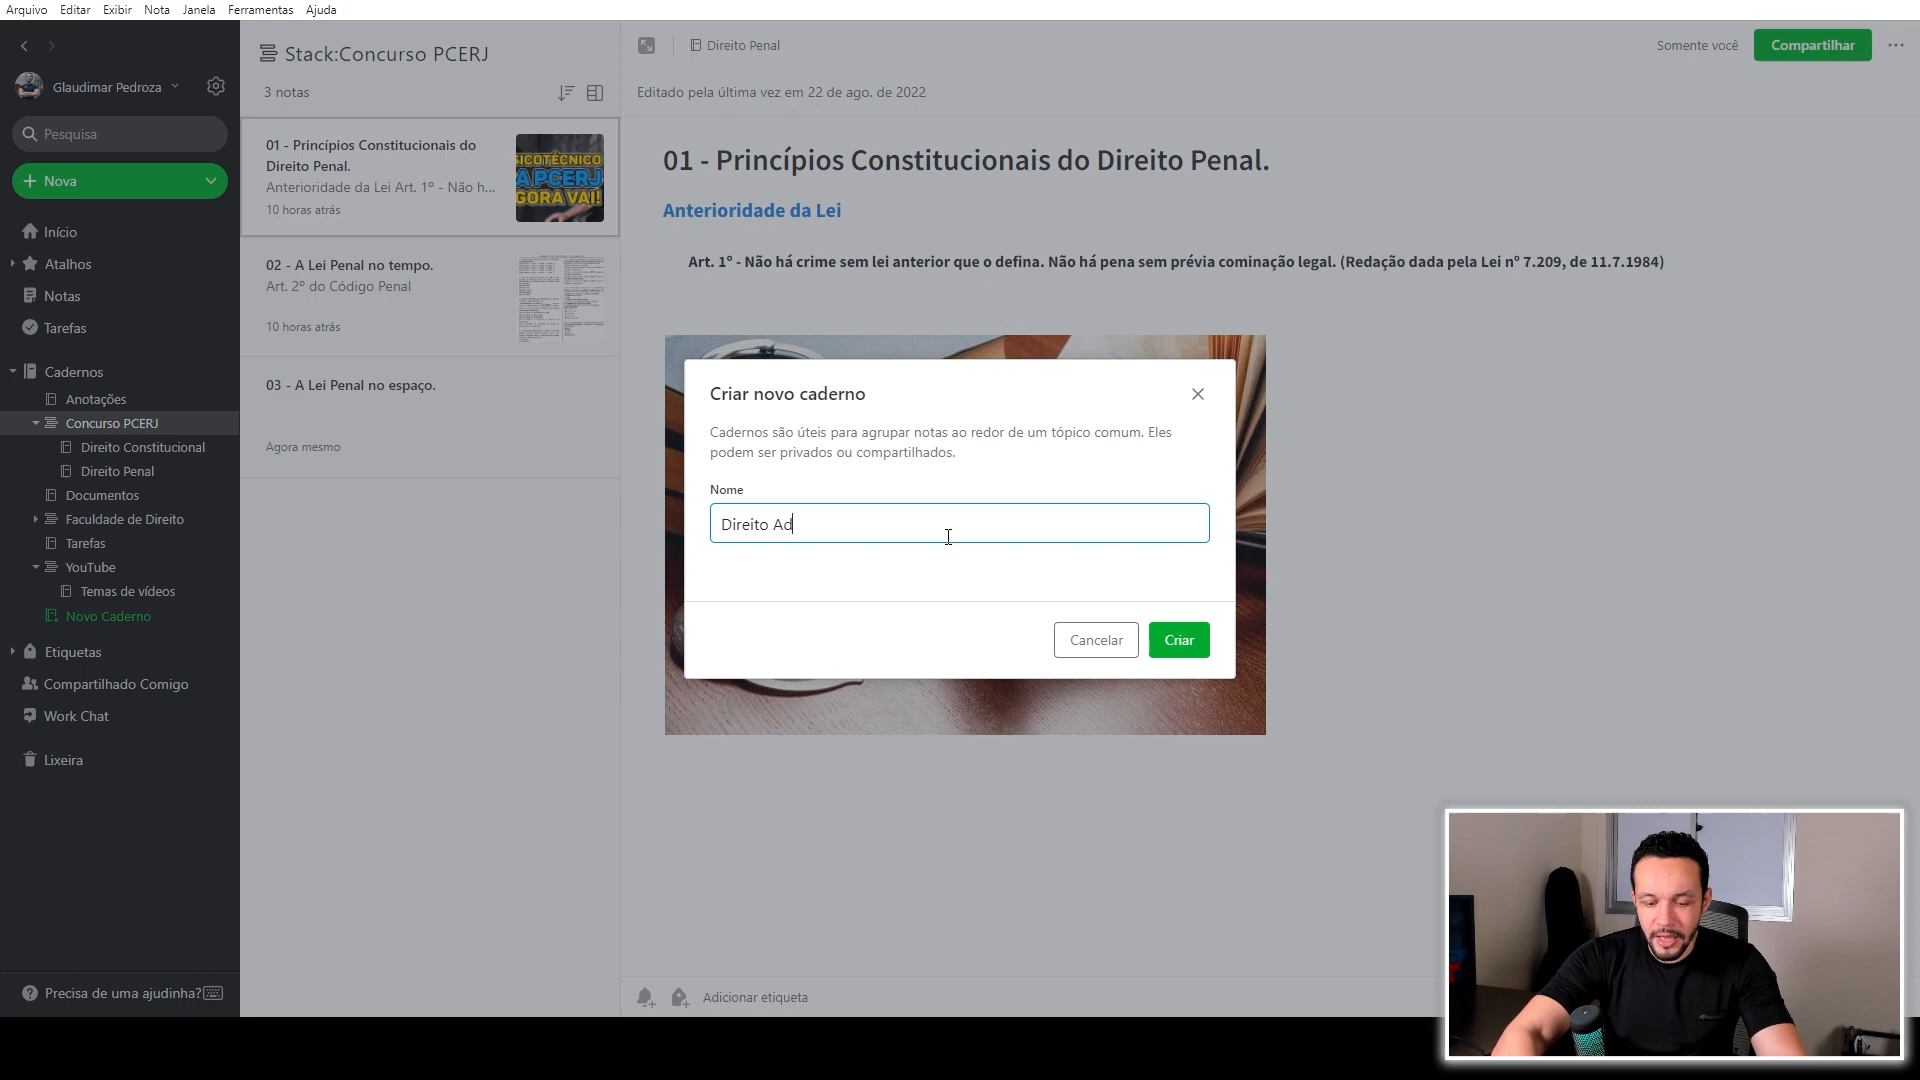 Arquivo Editar Exibir Nota Janela Ferramentas Ajuda
Glaudimar Pedroza
Pesquisa
Nova
Início
Atalhos
Notas
Tarefas
Cadernos
Anotações
Concurso PCERJ
Direito Constitucional
Direito Penal
Documentos
Faculdade de Direito
Tarefas
YouTube
Temas de vídeos
Novo Caderno
Etiquetas
Compartilhado Comigo
Work Chat
Lixeira
Precisa de uma ajudinha?
Stack:Concurso PCERJ
3 notas
01 - Princípios Constitucionais do
Direito Penal.
Anterioridade da Lei Art. 1º - Não h...
10 horas atrás
SICOTÉCNICO
A PCERJ
GORA VAI!
02 - A Lei Penal no tempo.
Art. 2º do Código Penal
10 horas atrás
03 - A Lei Penal no espaço.
Agora mesmo
Direito Penal
Somente você
Compartilhar
Editado pela última vez em 22 de ago. de 2022
01 - Princípios Constitucionais do Direito Penal.
Anterioridade da Lei
Art. 1º - Não há crime sem lei anterior que o defina. Não há pena sem prévia cominação legal. (Redação dada pela Lei nº 7.209, de 11.7.1984)
Criar novo caderno
Cadernos são úteis para agrupar notas ao redor de um tópico comum. Eles
podem ser privados ou compartilhados.
Nome
Direito Ad
Cancelar
Criar
Adicionar etiqueta